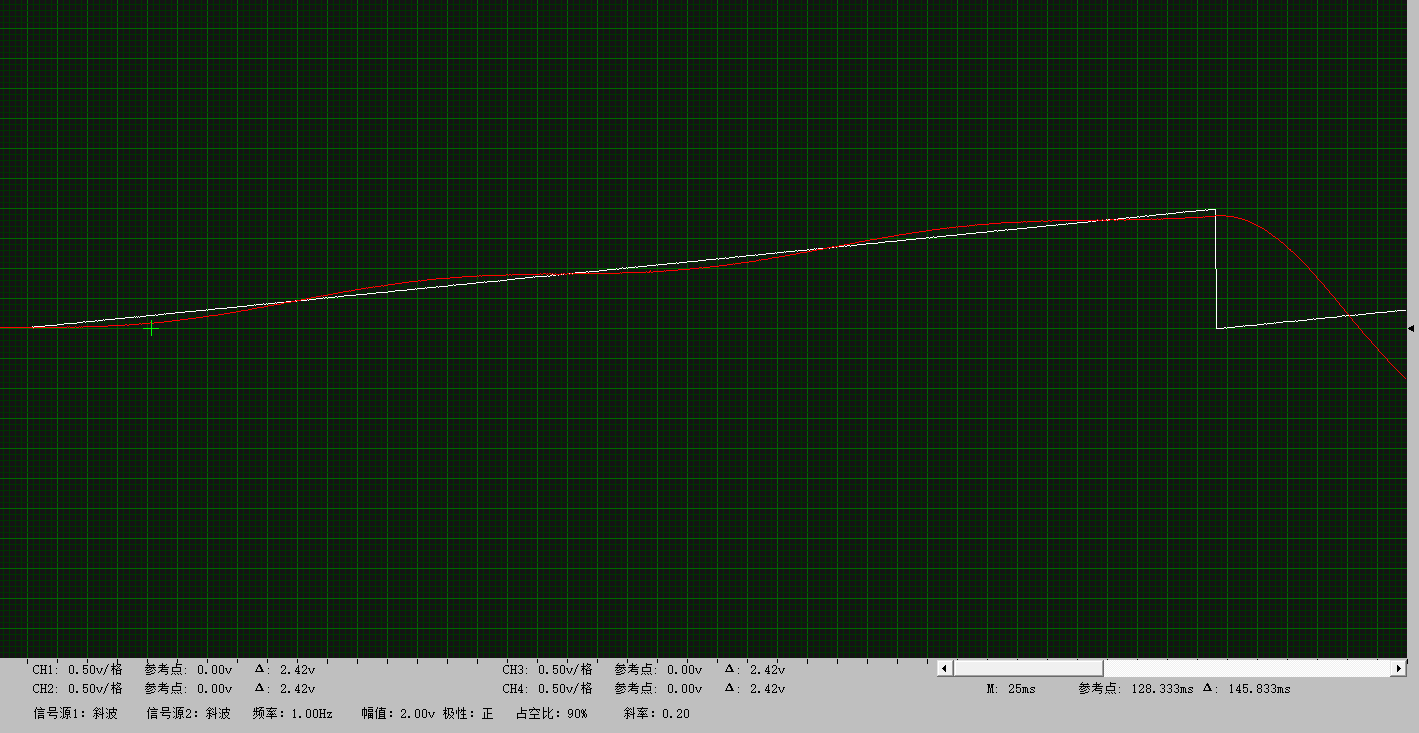 CH1: 0.50v/格 参考点: 0.00v Δ: 2.42v CH3: 0.50v/格 参考点: 0.00v Δ: 2.42v
CH2: 0.50v/格 参考点: 0.00v Δ: 2.42v CH4: 0.50v/格 参考点: 0.00v Δ: 2.42v M: 25ms 参考点: 128.333ms Δ: 145.833ms
信号源1: 斜波 信号源2: 斜波 频率: 1.00Hz 幅值: 2.00v 极性: 正 占空比: 90% 斜率: 0.20